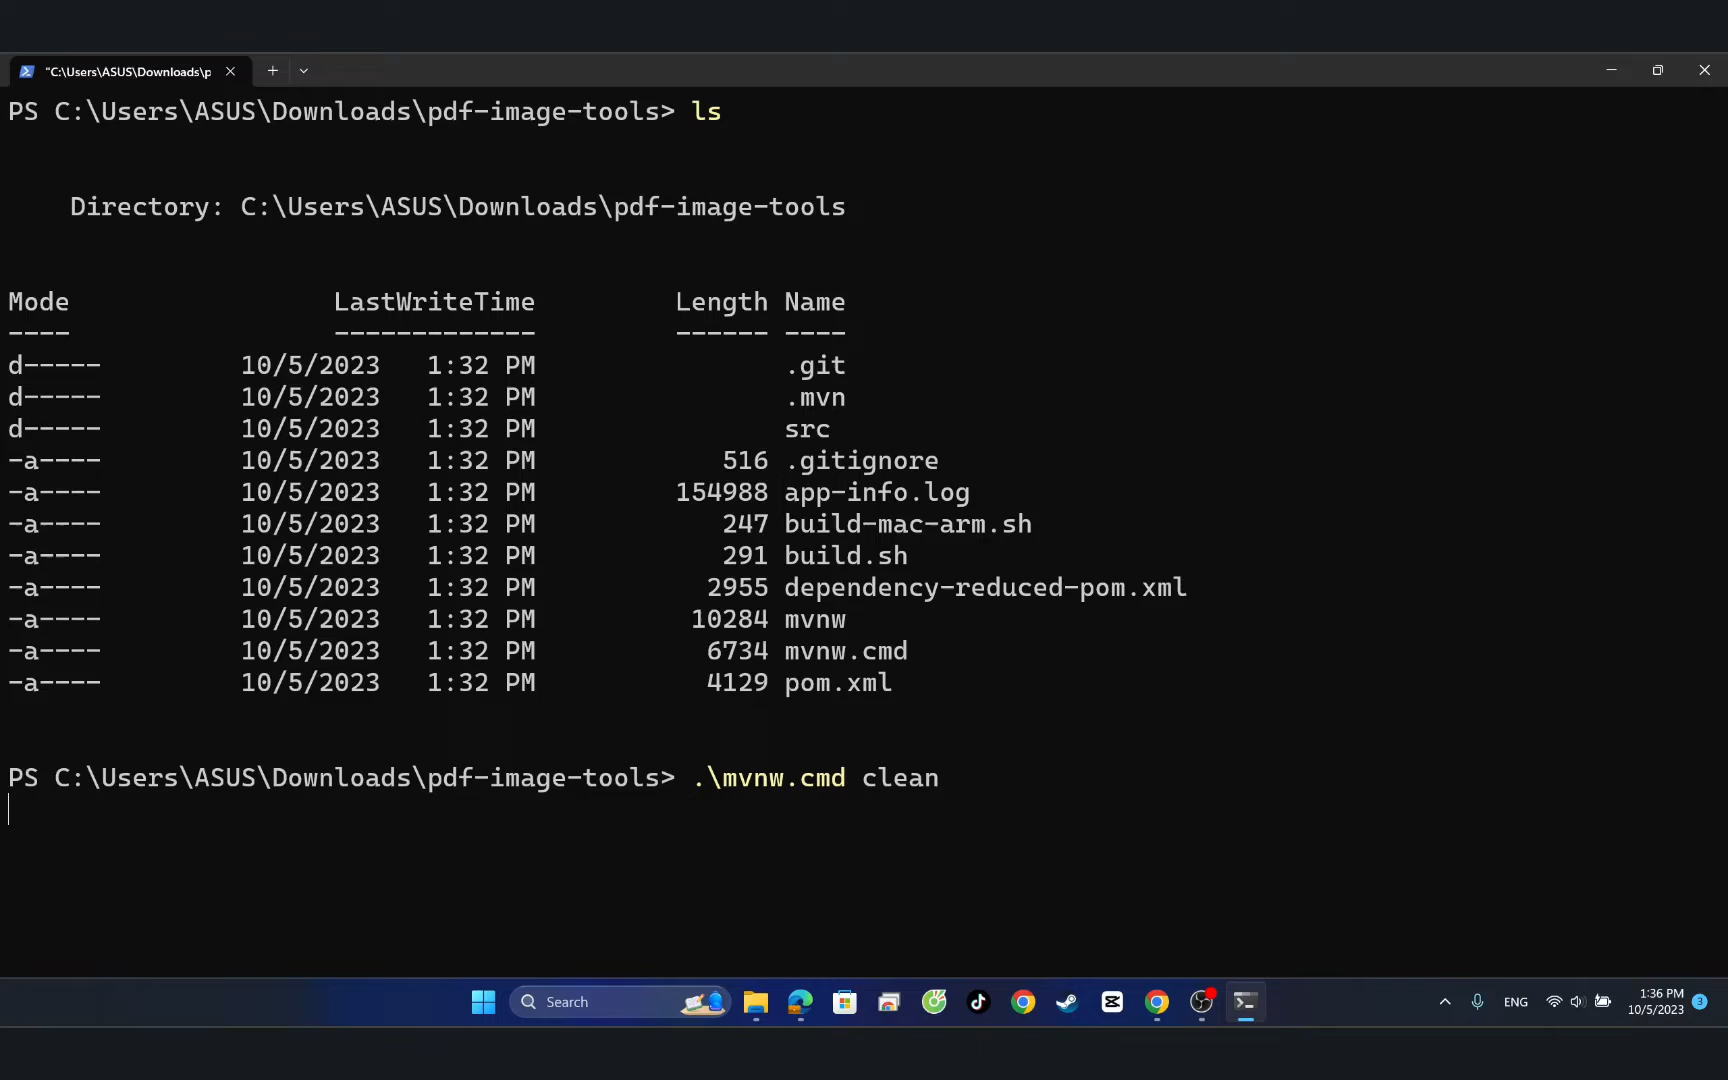 "C:\Users\ASUS\Downloads\p
PS C:\Users\ASUS\Downloads\pdf-image-tools> ls
Directory: C:\Users\ASUS\Downloads\pdf-image-tools
Mode LastWriteTime Length Name
---- ------------- ------ ----
d----- 10/5/2023 1:32 PM .git
d----- 10/5/2023 1:32 PM .mvn
d----- 10/5/2023 1:32 PM src
-a---- 10/5/2023 1:32 PM 516 .gitignore
-a---- 10/5/2023 1:32 PM 154988 app-info.log
-a---- 10/5/2023 1:32 PM 247 build-mac-arm.sh
-a---- 10/5/2023 1:32 PM 291 build.sh
-a---- 10/5/2023 1:32 PM 2955 dependency-reduced-pom.xml
-a---- 10/5/2023 1:32 PM 10284 mvnw
-a---- 10/5/2023 1:32 PM 6734 mvnw.cmd
-a---- 10/5/2023 1:32 PM 4129 pom.xml
PS C:\Users\ASUS\Downloads\pdf-image-tools> .\mvnw.cmd clean
Search
ENG
1:36 PM
10/5/2023
3